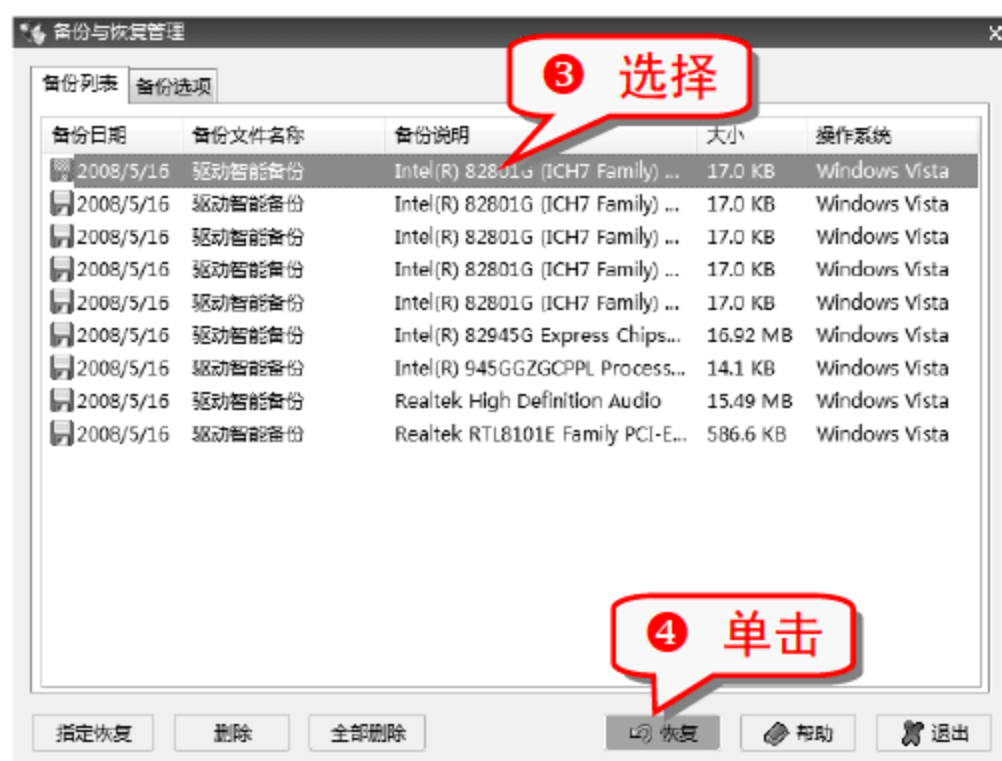 备份与恢复管理
❸ 选择
备份列表 备份选项
备份日期 备份文件名称 备份说明 大小 操作系统
2008/5/16 驱动智能备份 Intel(R) 82801G (ICH7 Family) ... 17.0 KB Windows Vista
2008/5/16 驱动智能备份 Intel(R) 82801G (ICH7 Family) ... 17.0 KB Windows Vista
2008/5/16 驱动智能备份 Intel(R) 82801G (ICH7 Family) ... 17.0 KB Windows Vista
2008/5/16 驱动智能备份 Intel(R) 82801G (ICH7 Family) ... 17.0 KB Windows Vista
2008/5/16 驱动智能备份 Intel(R) 82801G (ICH7 Family) ... 17.0 KB Windows Vista
2008/5/16 驱动智能备份 Intel(R) 82945G Express Chips... 16.92 MB Windows Vista
2008/5/16 驱动智能备份 Intel(R) 945GGZGCPPL Process... 14.1 KB Windows Vista
2008/5/16 驱动智能备份 Realtek High Definition Audio 15.49 MB Windows Vista
2008/5/16 驱动智能备份 Realtek RTL8101E Family PCI-E... 586.6 KB Windows Vista
❹ 单击
指定恢复 删除 全部删除 恢复 帮助 退出